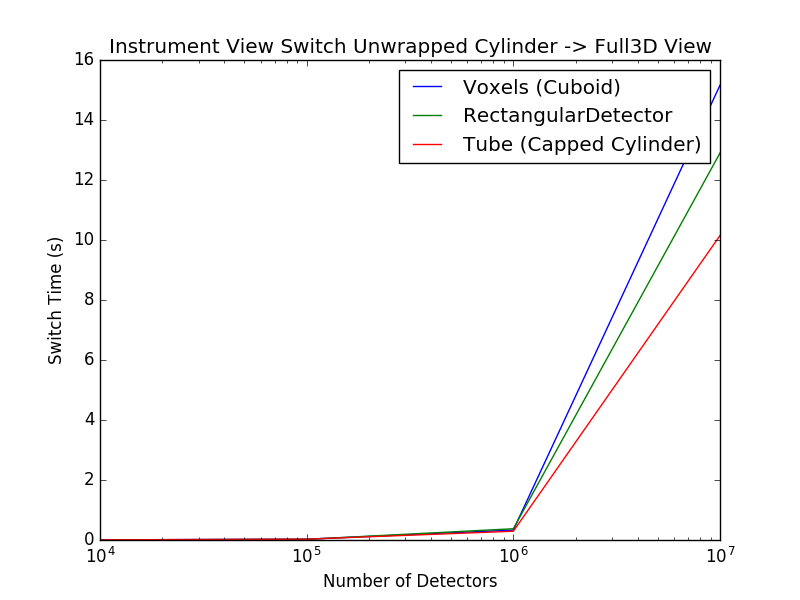 Instrument View Switch Unwrapped Cylinder -> Full3D View
Voxels (Cuboid)
RectangularDetector
Tube (Capped Cylinder)
Switch Time (s)
16
14
12
10
8
6
4
2
0
10^4 10^5 10^6 10^7
Number of Detectors